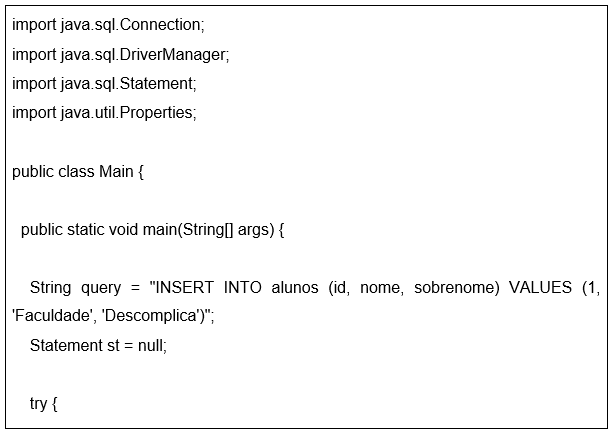 import java.sql.Connection;
import java.sql.DriverManager;
import java.sql.Statement;
import java.util.Properties;
public class Main {
public static void main(String[] args) {
String query = "INSERT INTO alunos (id, nome, sobrenome) VALUES (1,
'Faculdade', 'Descomplica')";
Statement st = null;
try {